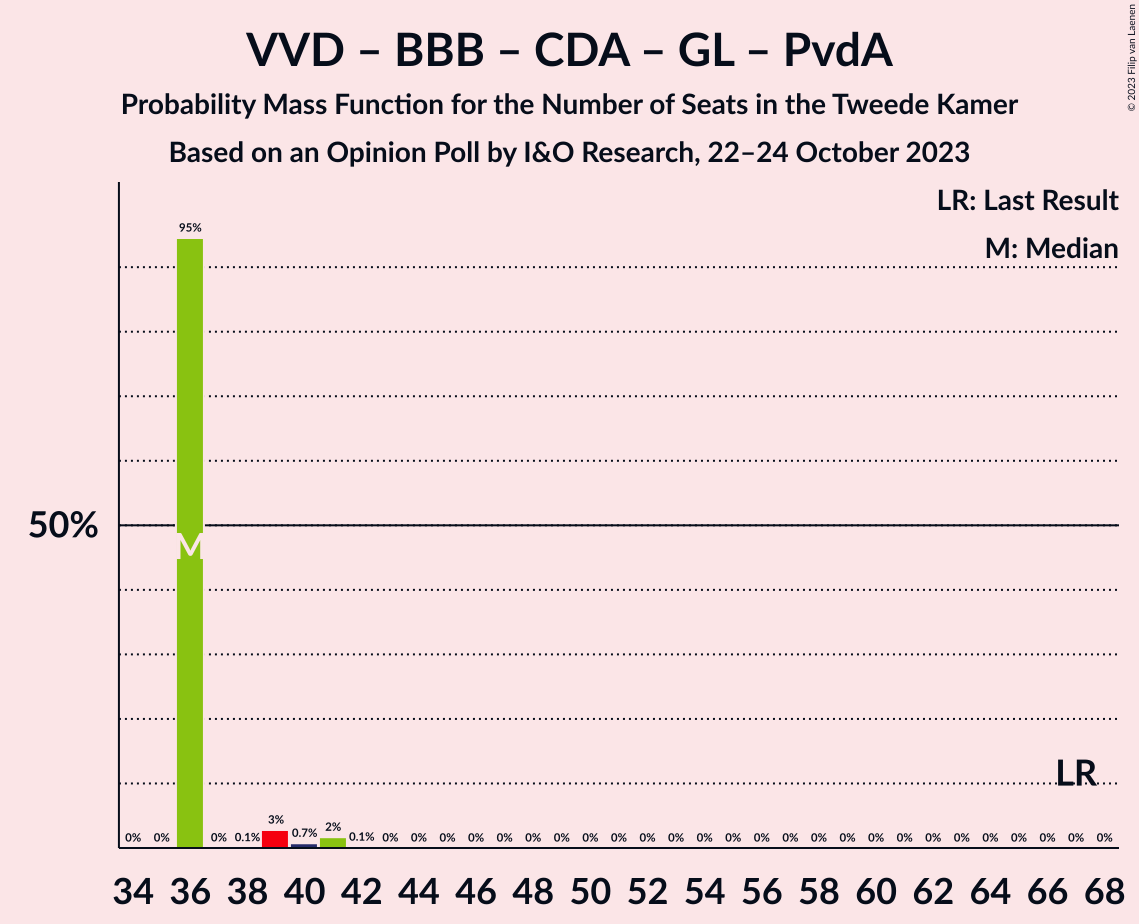 VVD – BBB – CDA – GL – PvdA
Probability Mass Function for the Number of Seats in the Tweede Kamer
Based on an Opinion Poll by I&O Research, 22–24 October 2023
© 2023 Filip van Laenen
LR: Last Result
M: Median
95%
50%
M
LR
0% 0% 0% 0.1% 3% 0.7% 2% 0.1% 0% 0% 0% 0% 0% 0% 0% 0% 0% 0% 0% 0% 0% 0% 0% 0% 0% 0% 0% 0% 0% 0% 0% 0% 0% 0%
34 36 38 40 42 44 46 48 50 52 54 56 58 60 62 64 66 68